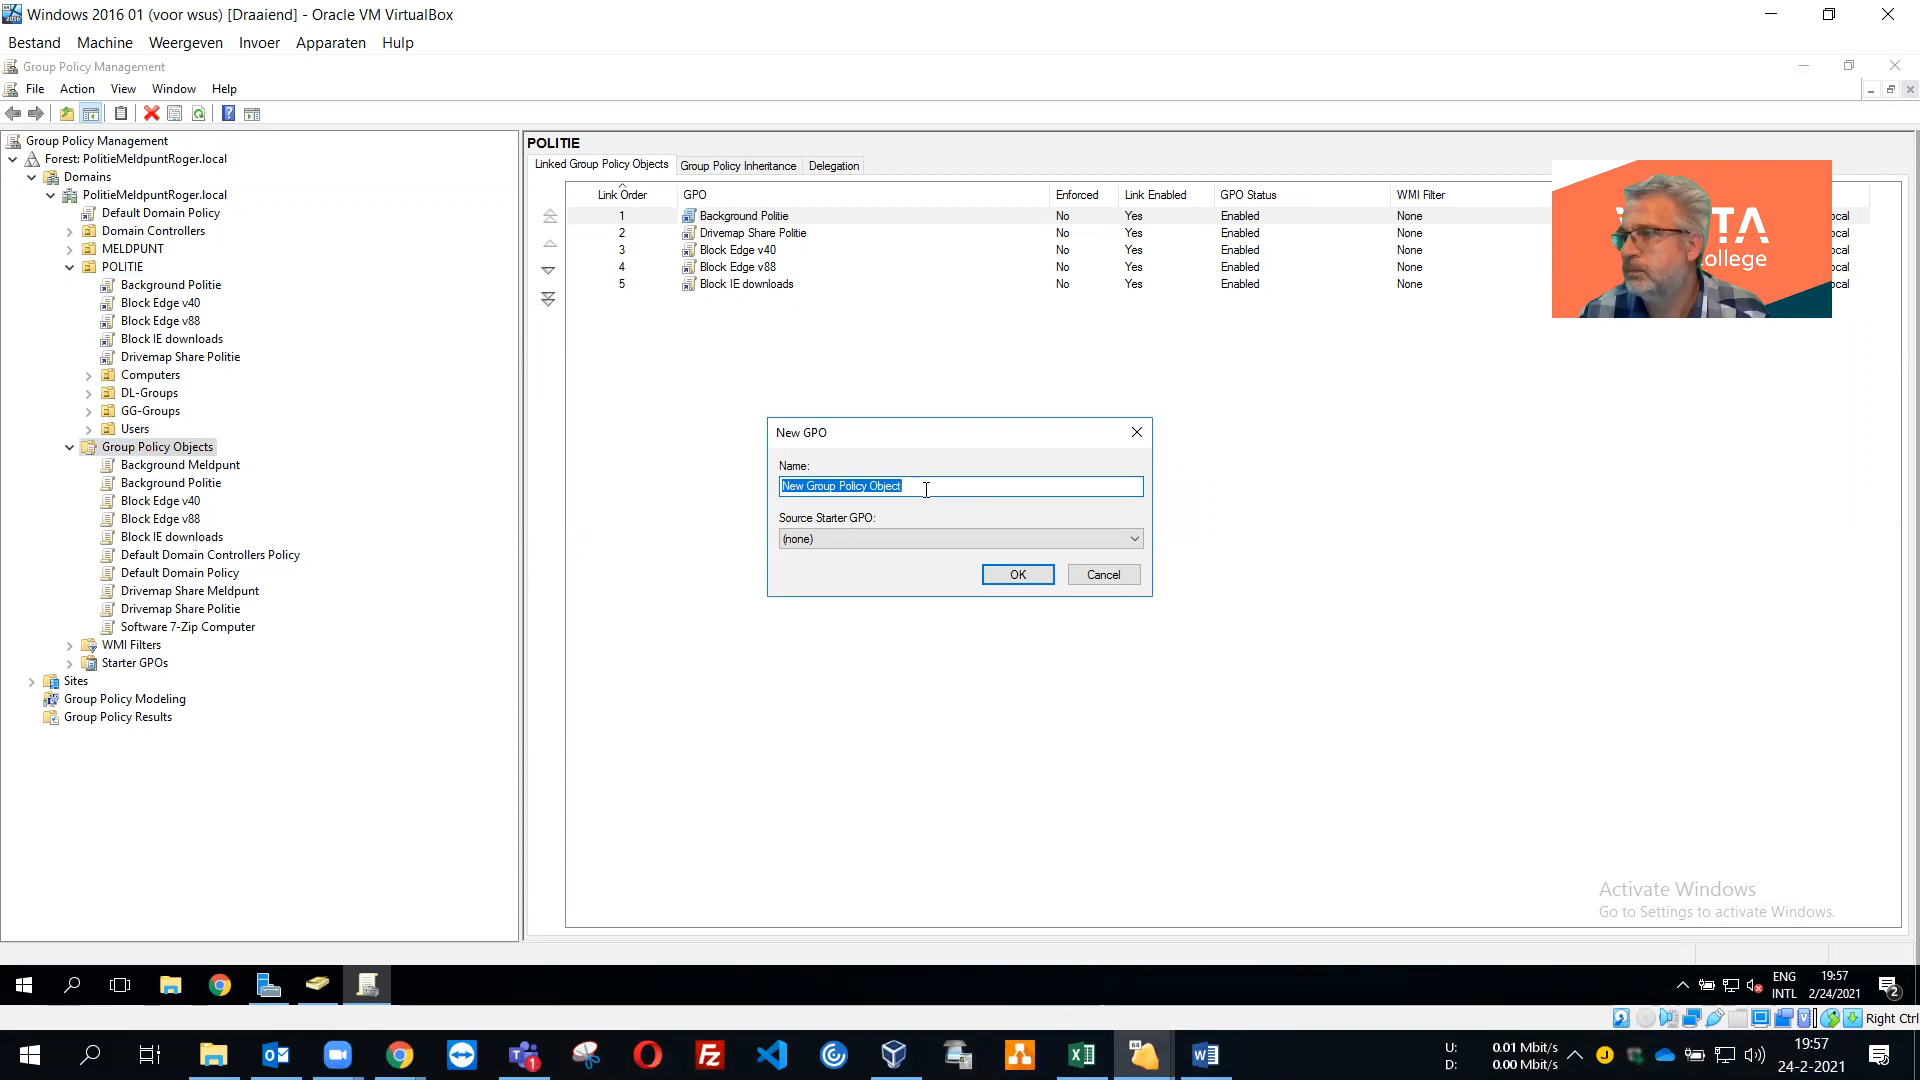 Windows 2016 01 (voor wsus) [Draaiend] - Oracle VM VirtualBox
Bestand Machine Weergeven Invoer Apparaten Hulp
Group Policy Management
File Action View Window Help
Group Policy Management
Forest: PolitieMeldpuntRoger.local
Domains
PolitieMeldpuntRoger.local
Default Domain Policy
Domain Controllers
MELDPUNT
POLITIE
Background Politie
Block Edge v40
Block Edge v88
Block IE downloads
Drivemap Share Politie
Computers
DL-Groups
GG-Groups
Users
Group Policy Objects
Background Meldpunt
Background Politie
Block Edge v40
Block Edge v88
Block IE downloads
Default Domain Controllers Policy
Default Domain Policy
Drivemap Share Meldpunt
Drivemap Share Politie
Software 7-Zip Computer
WMI Filters
Starter GPOs
Sites
Group Policy Modeling
Group Policy Results
POLITIE
Linked Group Policy Objects Group Policy Inheritance Delegation
Link Order GPO Enforced Link Enabled GPO Status WMI Filter
1 Background Politie No Yes Enabled None ocal
2 Drivemap Share Politie No Yes Enabled None
3 Block Edge v40 No Yes Enabled None
4 Block Edge v88 No Yes Enabled None ocal
5 Block IE downloads No Yes Enabled None ocal
TA
ollege
New GPO
Name:
New Group Policy Object
Source Starter GPO:
(none)
OK Cancel
Activate Windows
Go to Settings to activate Windows.
ENG
INTL
19:57
2/24/2021
2
Right Ctrl
1
64
U: 0.01 Mbit/s
D: 0.00 Mbit/s
19:57
24-2-2021